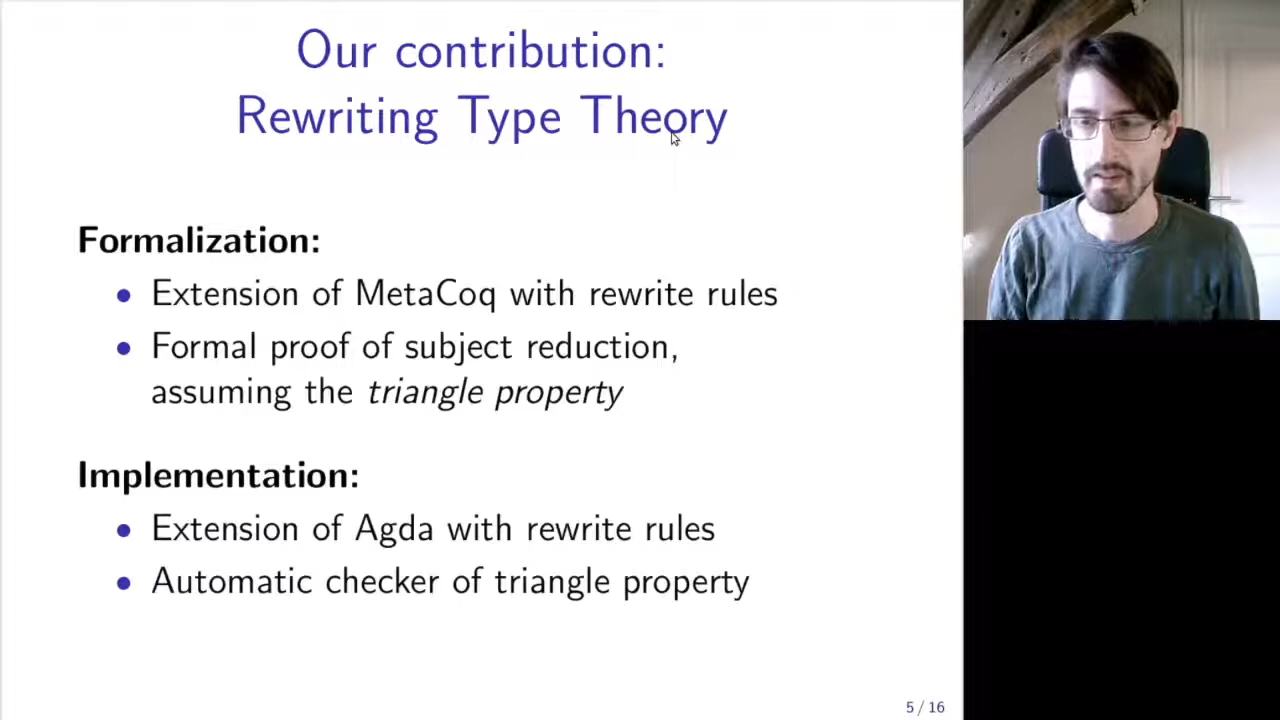 Our contribution:
Rewriting Type Theory
Formalization:
• Extension of MetaCoq with rewrite rules
• Formal proof of subject reduction,
assuming the triangle property
Implementation:
• Extension of Agda with rewrite rules
• Automatic checker of triangle property
5 / 16